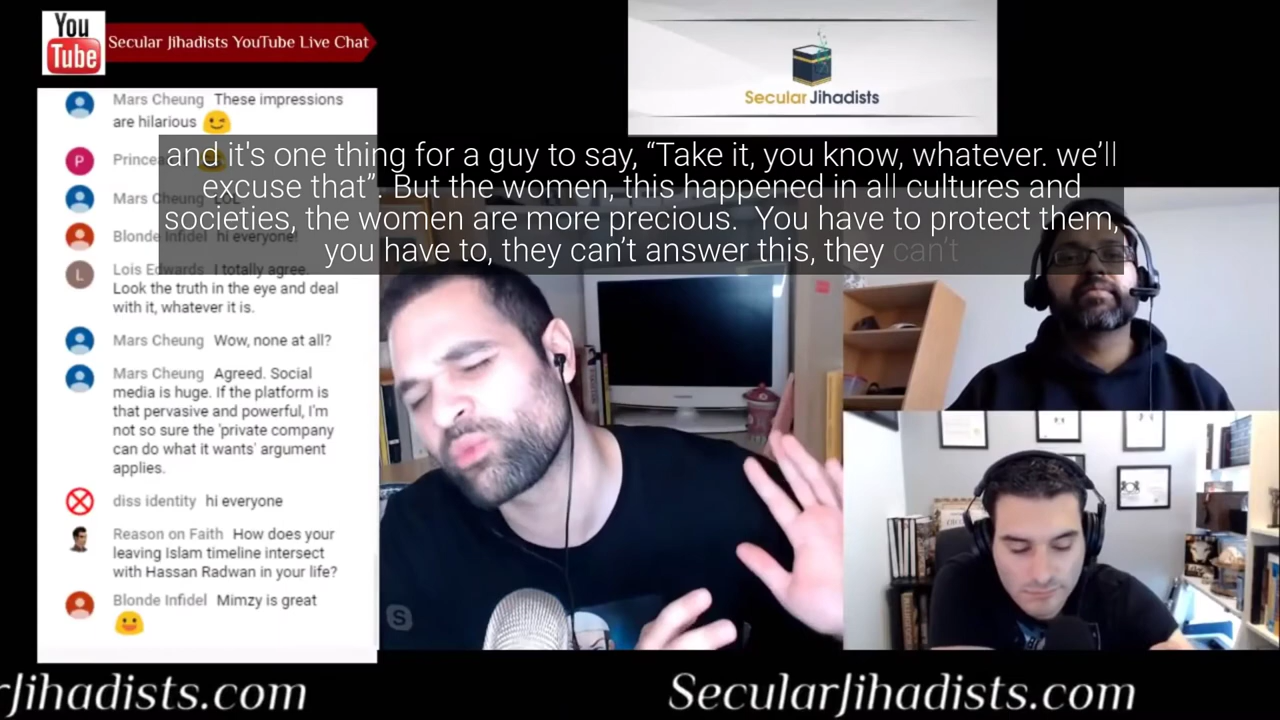 You
Tube
Secular Jihadists YouTube Live Chat
Secular Jihadists
Mars Cheung These impressions
are hilarious
P
and it's one thing for a guy to say, “Take it, you know, whatever. we’ll
excuse that”. But the women, this happened in all cultures and
societies, the women are more precious. You have to protect them,
you have to, they can’t answer this, they can’t
Blonde Infidel hi everyone!
L
Lois Edwards I totally agree.
Look the truth in the eye and deal
with it, whatever it is.
Mars Cheung Wow, none at all?
Mars Cheung Agreed. Social
media is huge. If the platform is
that pervasive and powerful, I'm
not so sure the 'private company
can do what it wants' argument
applies.
diss identity hi everyone
Reason on Faith How does your
leaving Islam timeline intersect
with Hassan Radwan in your life?
Blonde Infidel Mimzy is great
S
rJihadists.com
SecularJihadists.com